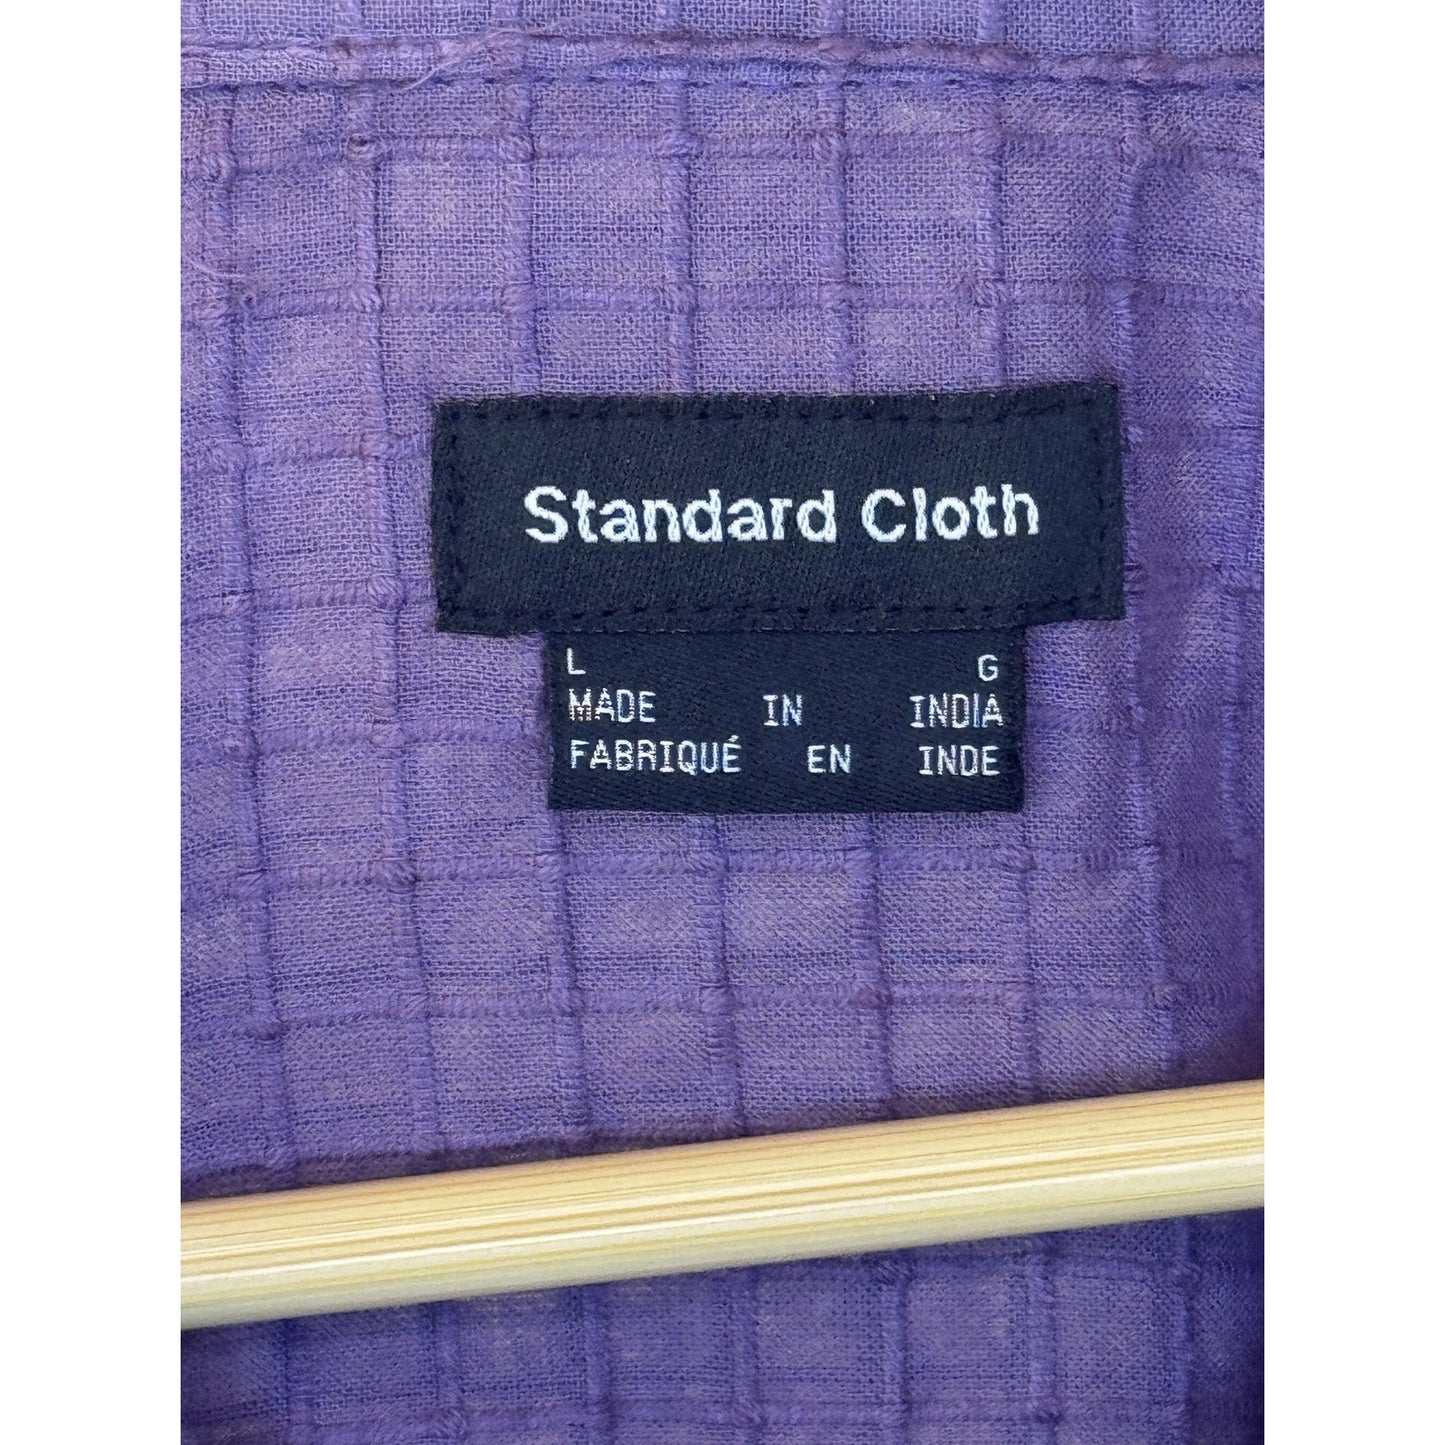 Standard Cloth
L G
MADE IN INDIA
FABRIQUÉ EN INDE